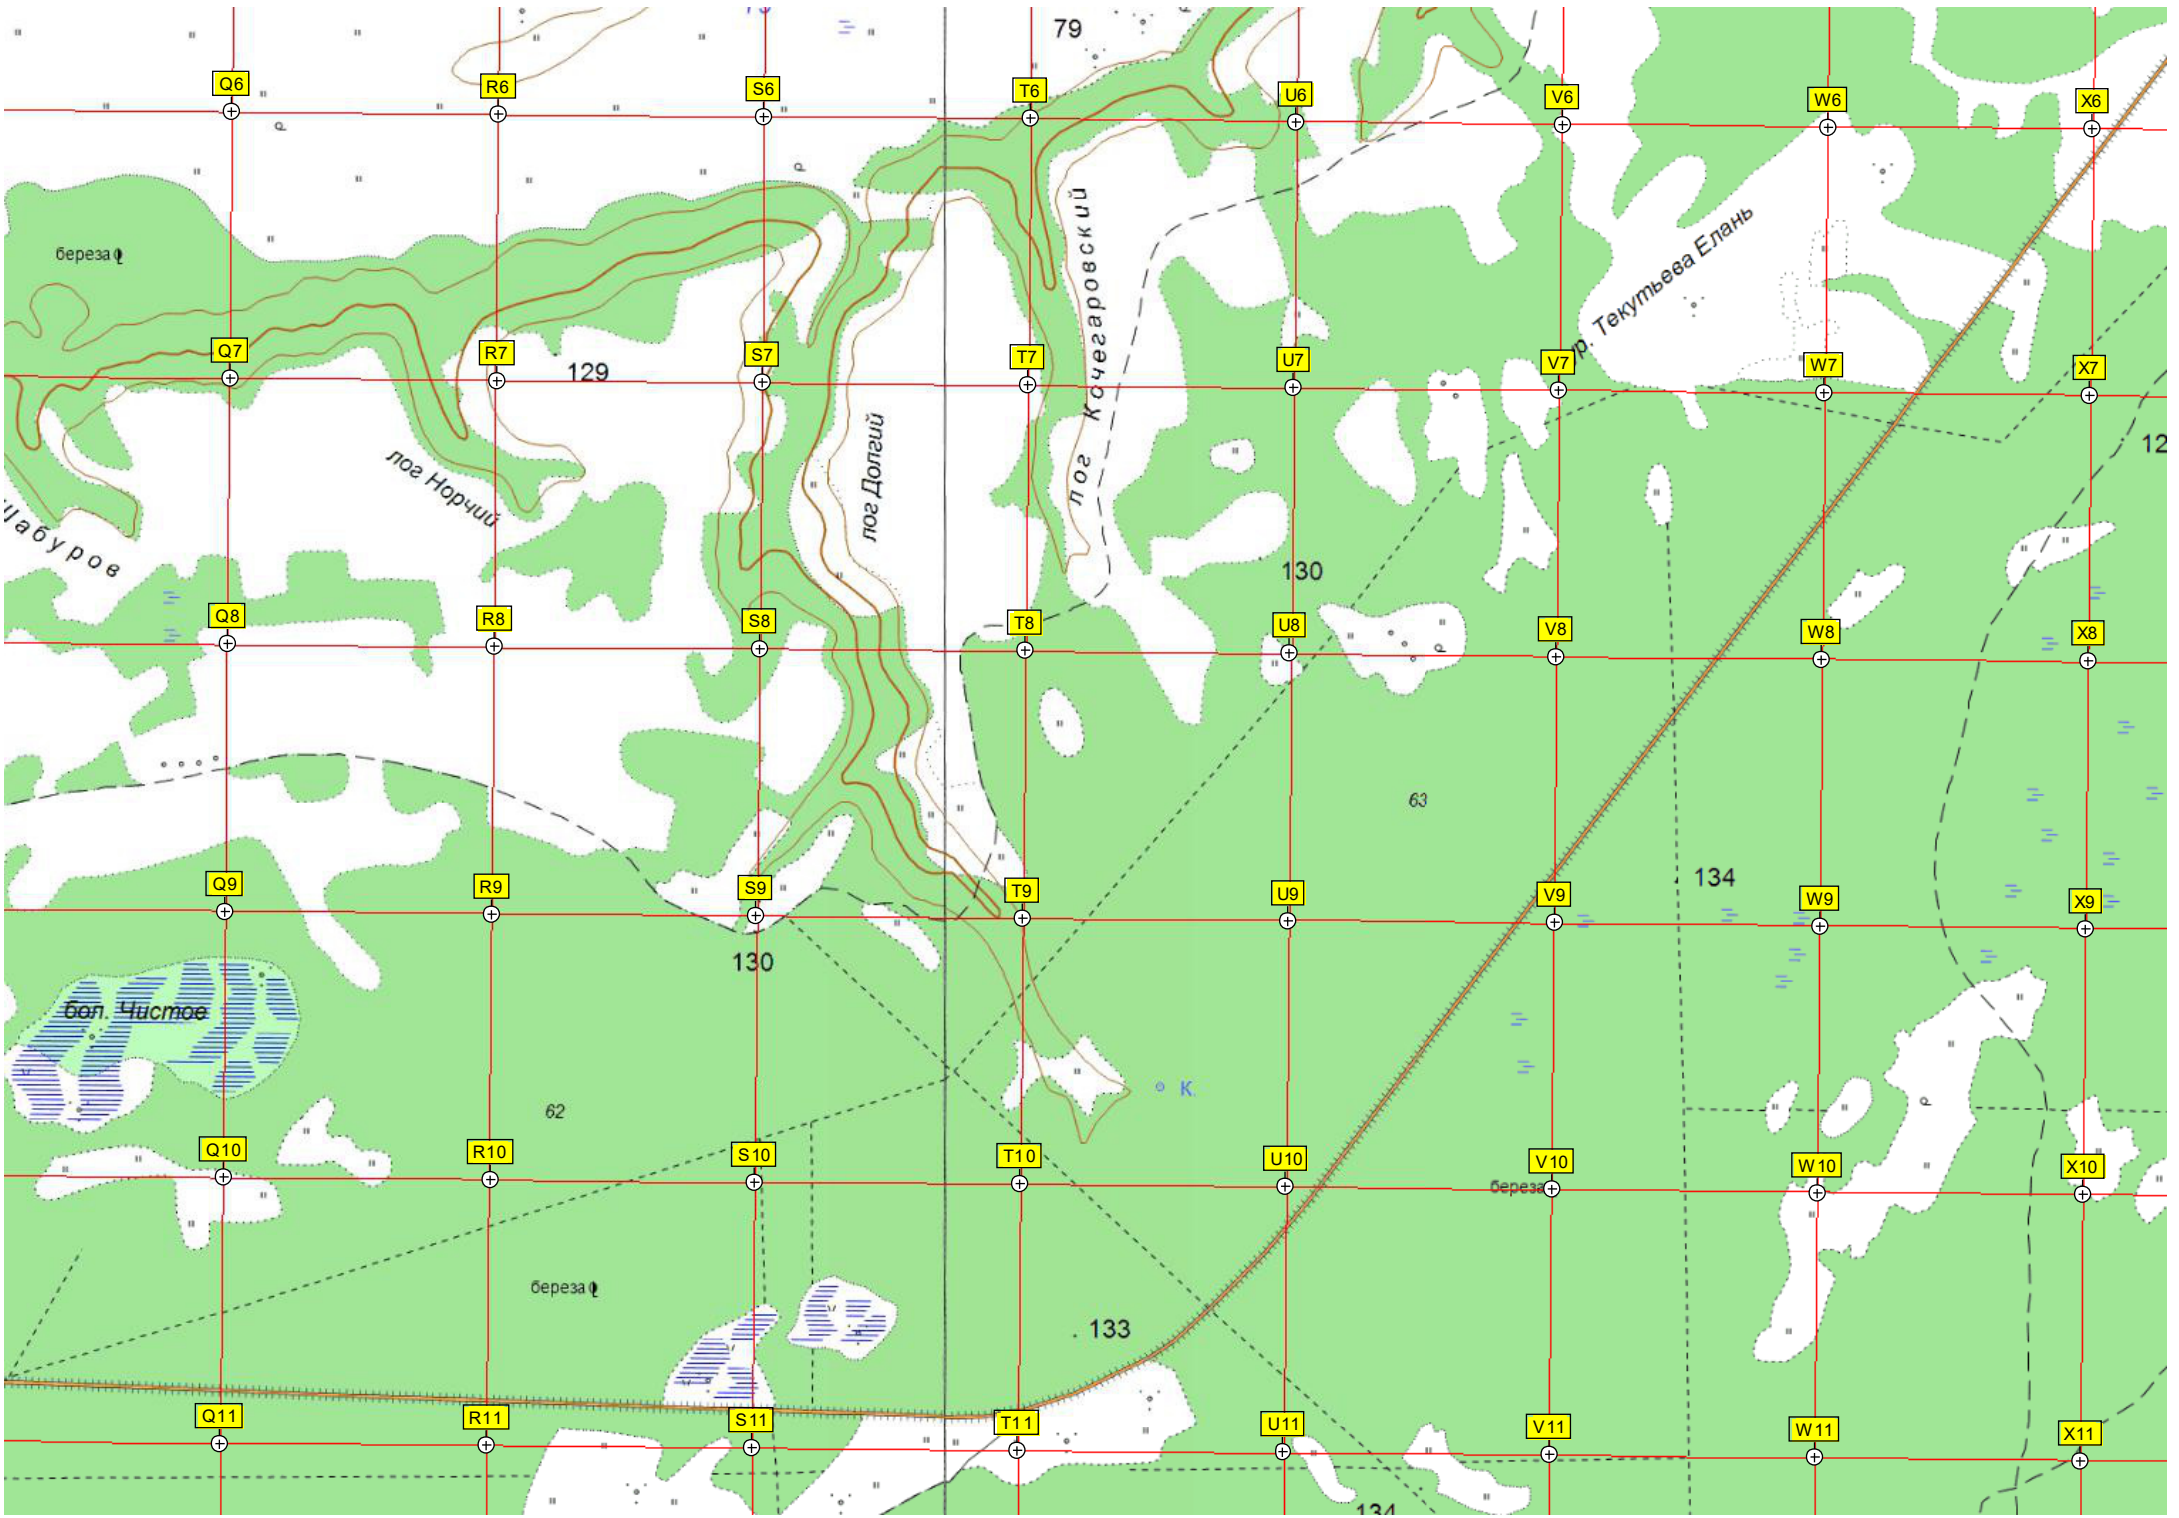 79
Q6 R6 S6 T6 U6 V6 W6 X6
береза
лог Кочегаровский
ур. Текутьева Елань
Q7 R7 S7 T7 U7 V7 W7 X7
129
12
лог Норчий
лог Долгий
шабуров
130
Q8 R8 S8 T8 U8 V8 W8 X8
63
134
Q9 R9 S9 T9 U9 V9 W9 X9
130
бол. Чистое
К.
62
Q10 R10 S10 T10 U10 V10 W10 X10
береза
береза
133
Q11 R11 S11 T11 U11 V11 W11 X11
134